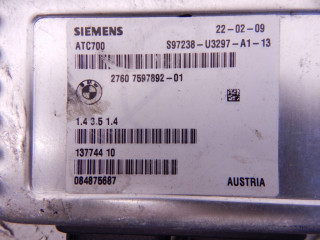 SIEMENS 22-02-09
ATC700 S97238-U3297-A1-13
2760 7597892-01
1.4 3.5 1.4
137744 10
084875687 AUSTRIA